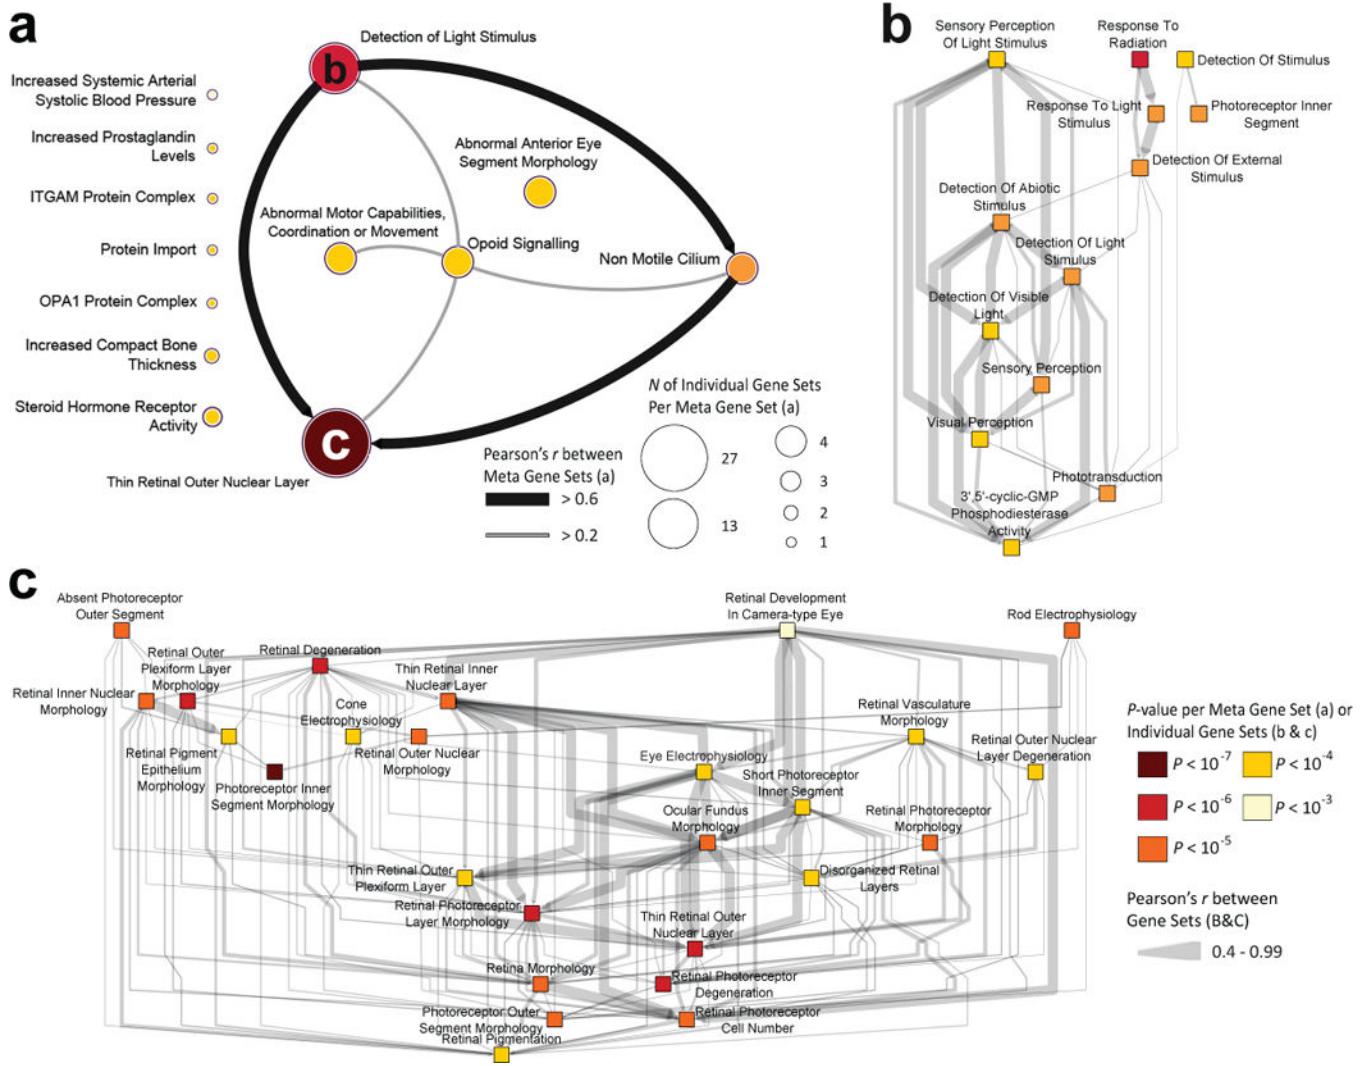 a
Detection of Light Stimulus
b
Increased Systemic Arterial
Systolic Blood Pressure
Increased Prostaglandin
Levels
ITGAM Protein Complex
Protein Import
OPA1 Protein Complex
Increased Compact Bone
Thickness
Steroid Hormone Receptor
Activity
Abnormal Anterior Eye
Segment Morphology
Abnormal Motor Capabilities,
Coordination or Movement
Opoid Signalling
Non Motile Cilium
c
Thin Retinal Outer Nuclear Layer
Pearson's r between
Meta Gene Sets (a)
> 0.6
> 0.2
N of Individual Gene Sets
Per Meta Gene Set (a)
27
13
4
3
2
1
b
Sensory Perception
Of Light Stimulus
Response To
Radiation
Detection Of Stimulus
Response To Light
Stimulus
Photoreceptor Inner
Segment
Detection Of External
Stimulus
Detection Of Abiotic
Stimulus
Detection Of Light
Stimulus
Detection Of Visible
Light
Sensory Perception
Visual Perception
Phototransduction
3',5'-cyclic-GMP
Phosphodiesterase
Activity
c
Absent Photoreceptor
Outer Segment
Retinal Development
In Camera-type Eye
Rod Electrophysiology
Retinal Outer
Plexiform Layer
Morphology
Retinal Degeneration
Thin Retinal Inner
Nuclear Layer
Retinal Inner Nuclear
Morphology
Cone
Electrophysiology
Retinal Vasculature
Morphology
Retinal Pigment
Epithelium
Morphology
Retinal Outer Nuclear
Morphology
Retinal Outer Nuclear
Layer Degeneration
Photoreceptor Inner
Segment Morphology
Eye Electrophysiology
Short Photoreceptor
Inner Segment
Ocular Fundus
Morphology
Retinal Photoreceptor
Morphology
Thin Retinal Outer
Plexiform Layer
Disorganized Retinal
Layers
Retinal Photoreceptor
Layer Morphology
Thin Retinal Outer
Nuclear Layer
Retina Morphology
Retinal Photoreceptor
Degeneration
Photoreceptor Outer
Segment Morphology
Retinal Photoreceptor
Cell Number
Retinal Pigmentation
P-value per Meta Gene Set (a) or
Individual Gene Sets (b & c)
P < 10^-7
P < 10^-4
P < 10^-6
P < 10^-3
P < 10^-5
Pearson's r between
Gene Sets (B&C)
0.4 - 0.99